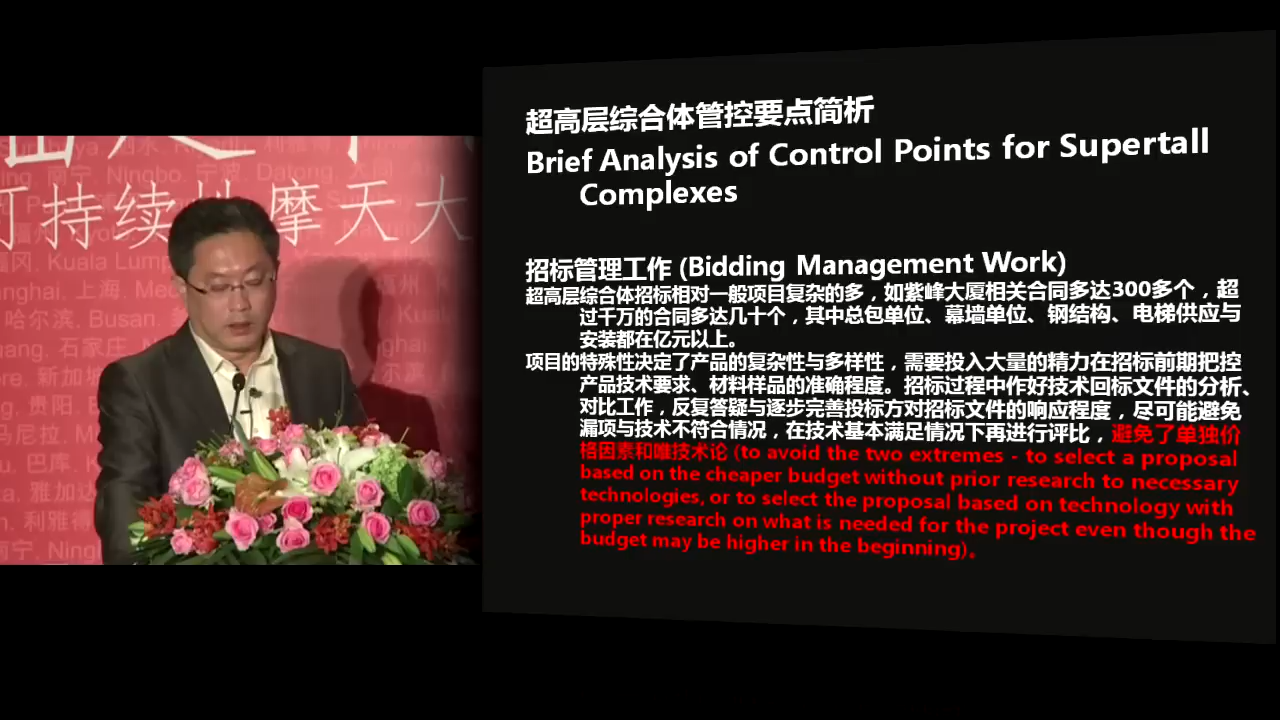 可持续性摩天大
福冈. Kuala Lump
anghai. 上海. Mec
哈尔滨. Busan.
ang. 石家庄. N
ore. 新加坡
g. 贵阳. B
马尼拉. M
u. 巴库. K
ta. 雅加达
n. 利雅得
南宁. Ningl
超高层综合体管控要点简析
Brief Analysis of Control Points for Supertall
Complexes
招标管理工作 (Bidding Management Work)
超高层综合体招标相对一般项目复杂的多，如紫峰大厦相关合同多达300多个，超
过千万的合同多达几十个，其中总包单位、幕墙单位、钢结构、电梯供应与
安装都在亿元以上。
项目的特殊性决定了产品的复杂性与多样性，需要投入大量的精力在招标前期把控
产品技术要求、材料样品的准确程度。招标过程中作好技术回标文件的分析、
对比工作，反复答疑与逐步完善投标方对招标文件的响应程度，尽可能避免
漏项与技术不符合情况，在技术基本满足情况下再进行评比，避免了单独价
格因素和唯技术论 (to avoid the two extremes - to select a proposal
based on the cheaper budget without prior research to necessary
technologies, or to select the proposal based on technology with
proper research on what is needed for the project even though the
budget may be higher in the beginning)。